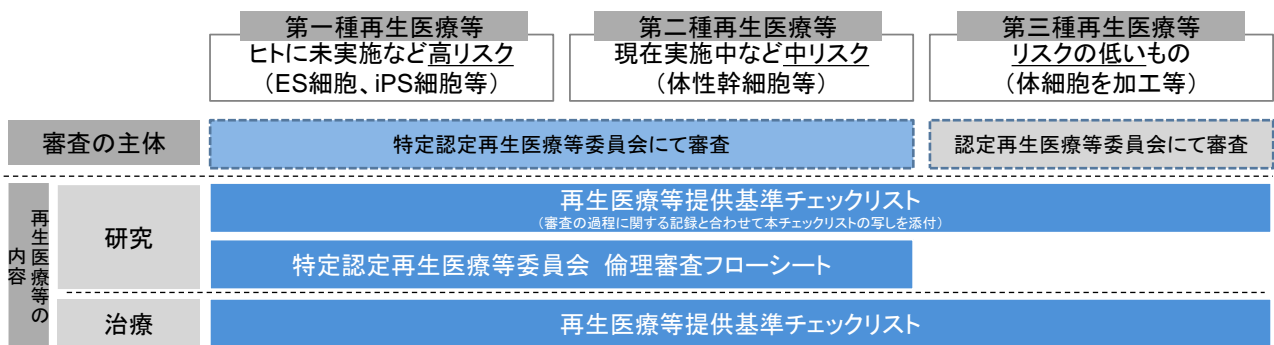 第一種再生医療等
ヒトに未実施など高リスク
(ES細胞、iPS細胞等)
第二種再生医療等
現在実施中など中リスク
(体性幹細胞等)
第三種再生医療等
リスクの低いもの
(体細胞を加工等)
審査の主体
特定認定再生医療等委員会にて審査
認定再生医療等委員会にて審査
再生医療等の
内容
研究
再生医療等提供基準チェックリスト
(審査の過程に関する記録と合わせて本チェックリストの写しを添付)
特定認定再生医療等委員会 倫理審査フローシート
治療
再生医療等提供基準チェックリスト